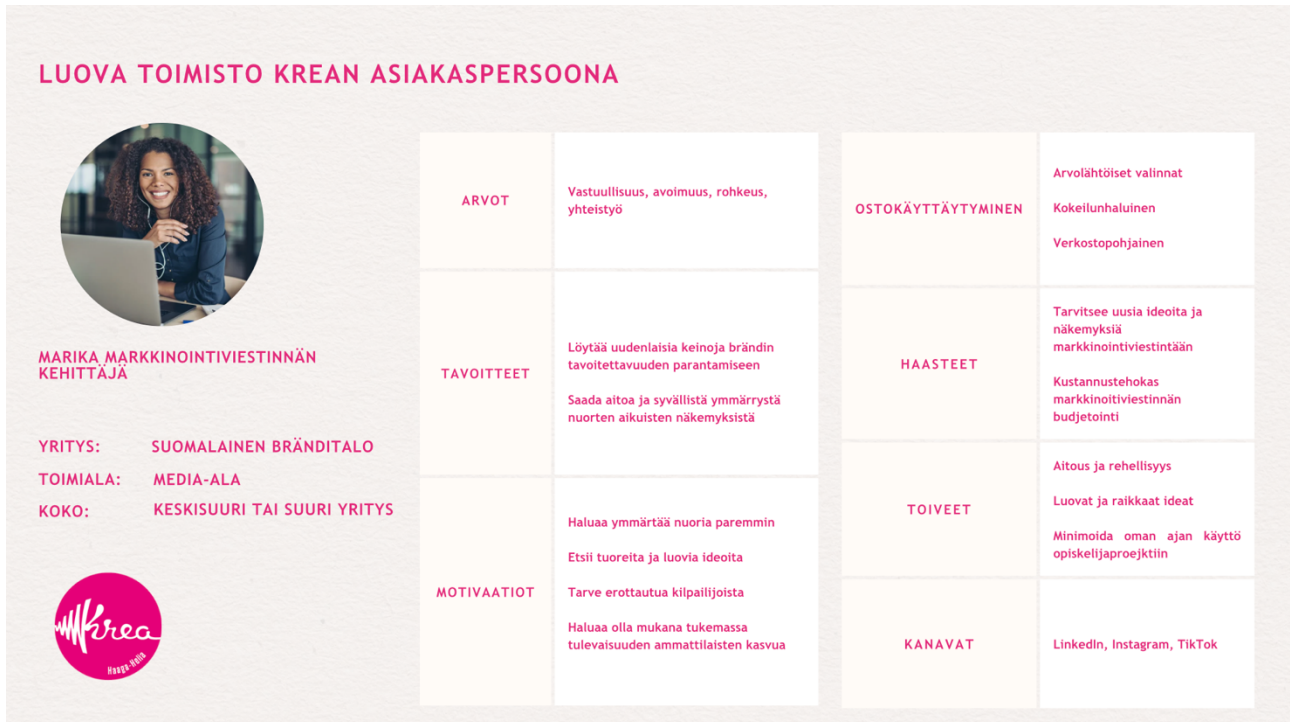 LUOVA TOIMISTO KREAN ASIAKASPERSOONA
MARIKA MARKKINOINTIVIESTINNÄN
KEHITTÄJÄ
YRITYS: SUOMALAINEN BRÄNDITALO
TOIMIALA: MEDIA-ALA
KOKO: KESKISUURI TAI SUURI YRITYS
Krea
Haaga-Helia
ARVOT
Vastuullisuus, avoimuus, rohkeus,
yhteistyö
TAVOITTEET
Löytää uudenlaisia keinoja brändin
tavoitettavuuden parantamiseen
Saada aitoa ja syvällistä ymmärrystä
nuorten aikuisten näkemyksistä
MOTIVAATIOT
Haluaa ymmärtää nuoria paremmin
Etsii tuoreita ja luovia ideoita
Tarve erottautua kilpailijoista
Haluaa olla mukana tukemassa
tulevaisuuden ammattilaisten kasvua
OSTOKÄYTTÄYTYMINEN
Arvolähtöiset valinnat
Kokeilunhaluinen
Verkostopohjainen
HAASTEET
Tarvitsee uusia ideoita ja
näkemyksiä
markkinointiviestintään
Kustannustehokas
markkinoitiviestinnän
budjetointi
TOIVEET
Aitous ja rehellisyys
Luovat ja raikkaat ideat
Minimoida oman ajan käyttö
opiskelijaproejktiin
KANAVAT
LinkedIn, Instagram, TikTok